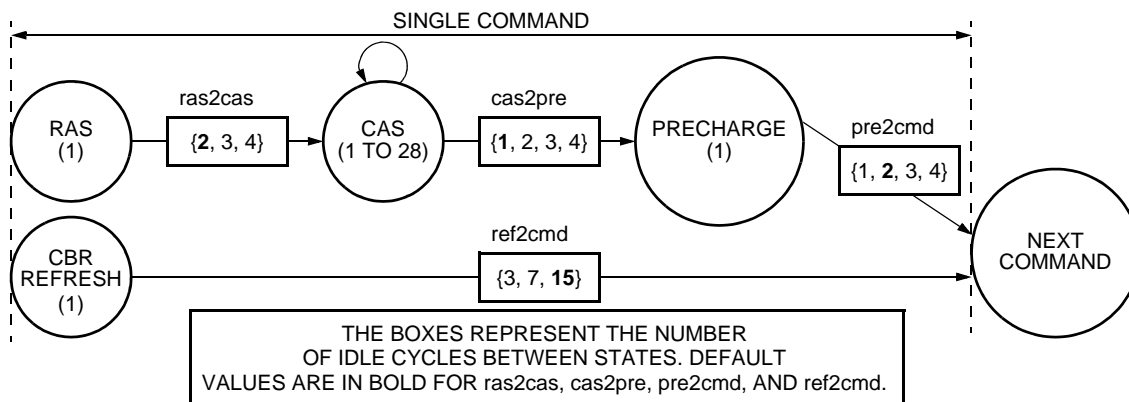 SINGLE COMMAND
ras2cas
cas2pre
RAS
(1)
{2, 3, 4}
CAS
(1 TO 28)
{1, 2, 3, 4}
PRECHARGE
(1)
pre2cmd
{1, 2, 3, 4}
CBR
REFRESH
(1)
ref2cmd
{3, 7, 15}
NEXT
COMMAND
THE BOXES REPRESENT THE NUMBER
OF IDLE CYCLES BETWEEN STATES. DEFAULT
VALUES ARE IN BOLD FOR ras2cas, cas2pre, pre2cmd, AND ref2cmd.